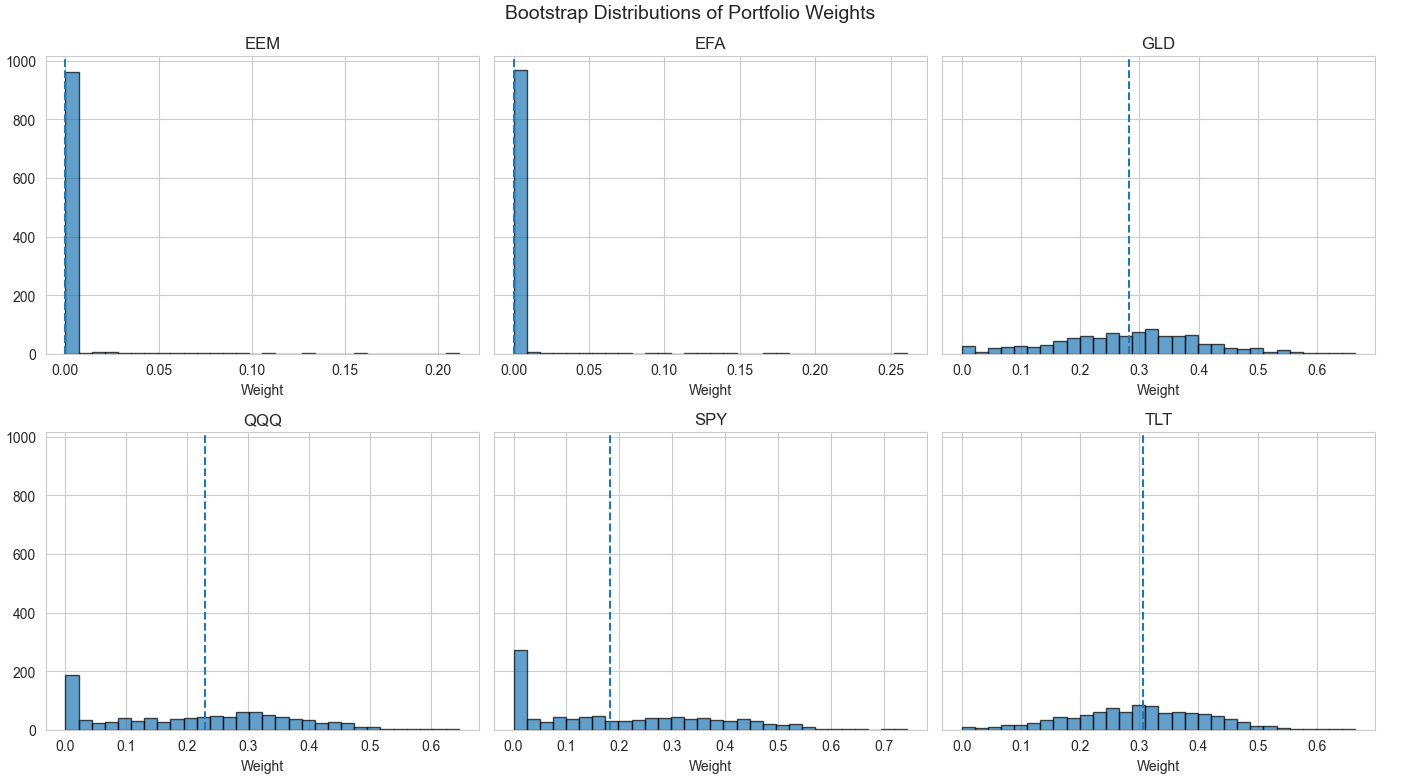 Bootstrap Distributions of Portfolio Weights
EEM EFA GLD
1000
800
600
400
200
0
0.00 0.05 0.10 0.15 0.20 0.00 0.05 0.10 0.15 0.20 0.25 0.0 0.1 0.2 0.3 0.4 0.5 0.6
Weight Weight Weight
QQQ SPY TLT
1000
800
600
400
200
0
0.0 0.1 0.2 0.3 0.4 0.5 0.6 0.0 0.1 0.2 0.3 0.4 0.5 0.6 0.7 0.0 0.1 0.2 0.3 0.4 0.5 0.6
Weight Weight Weight